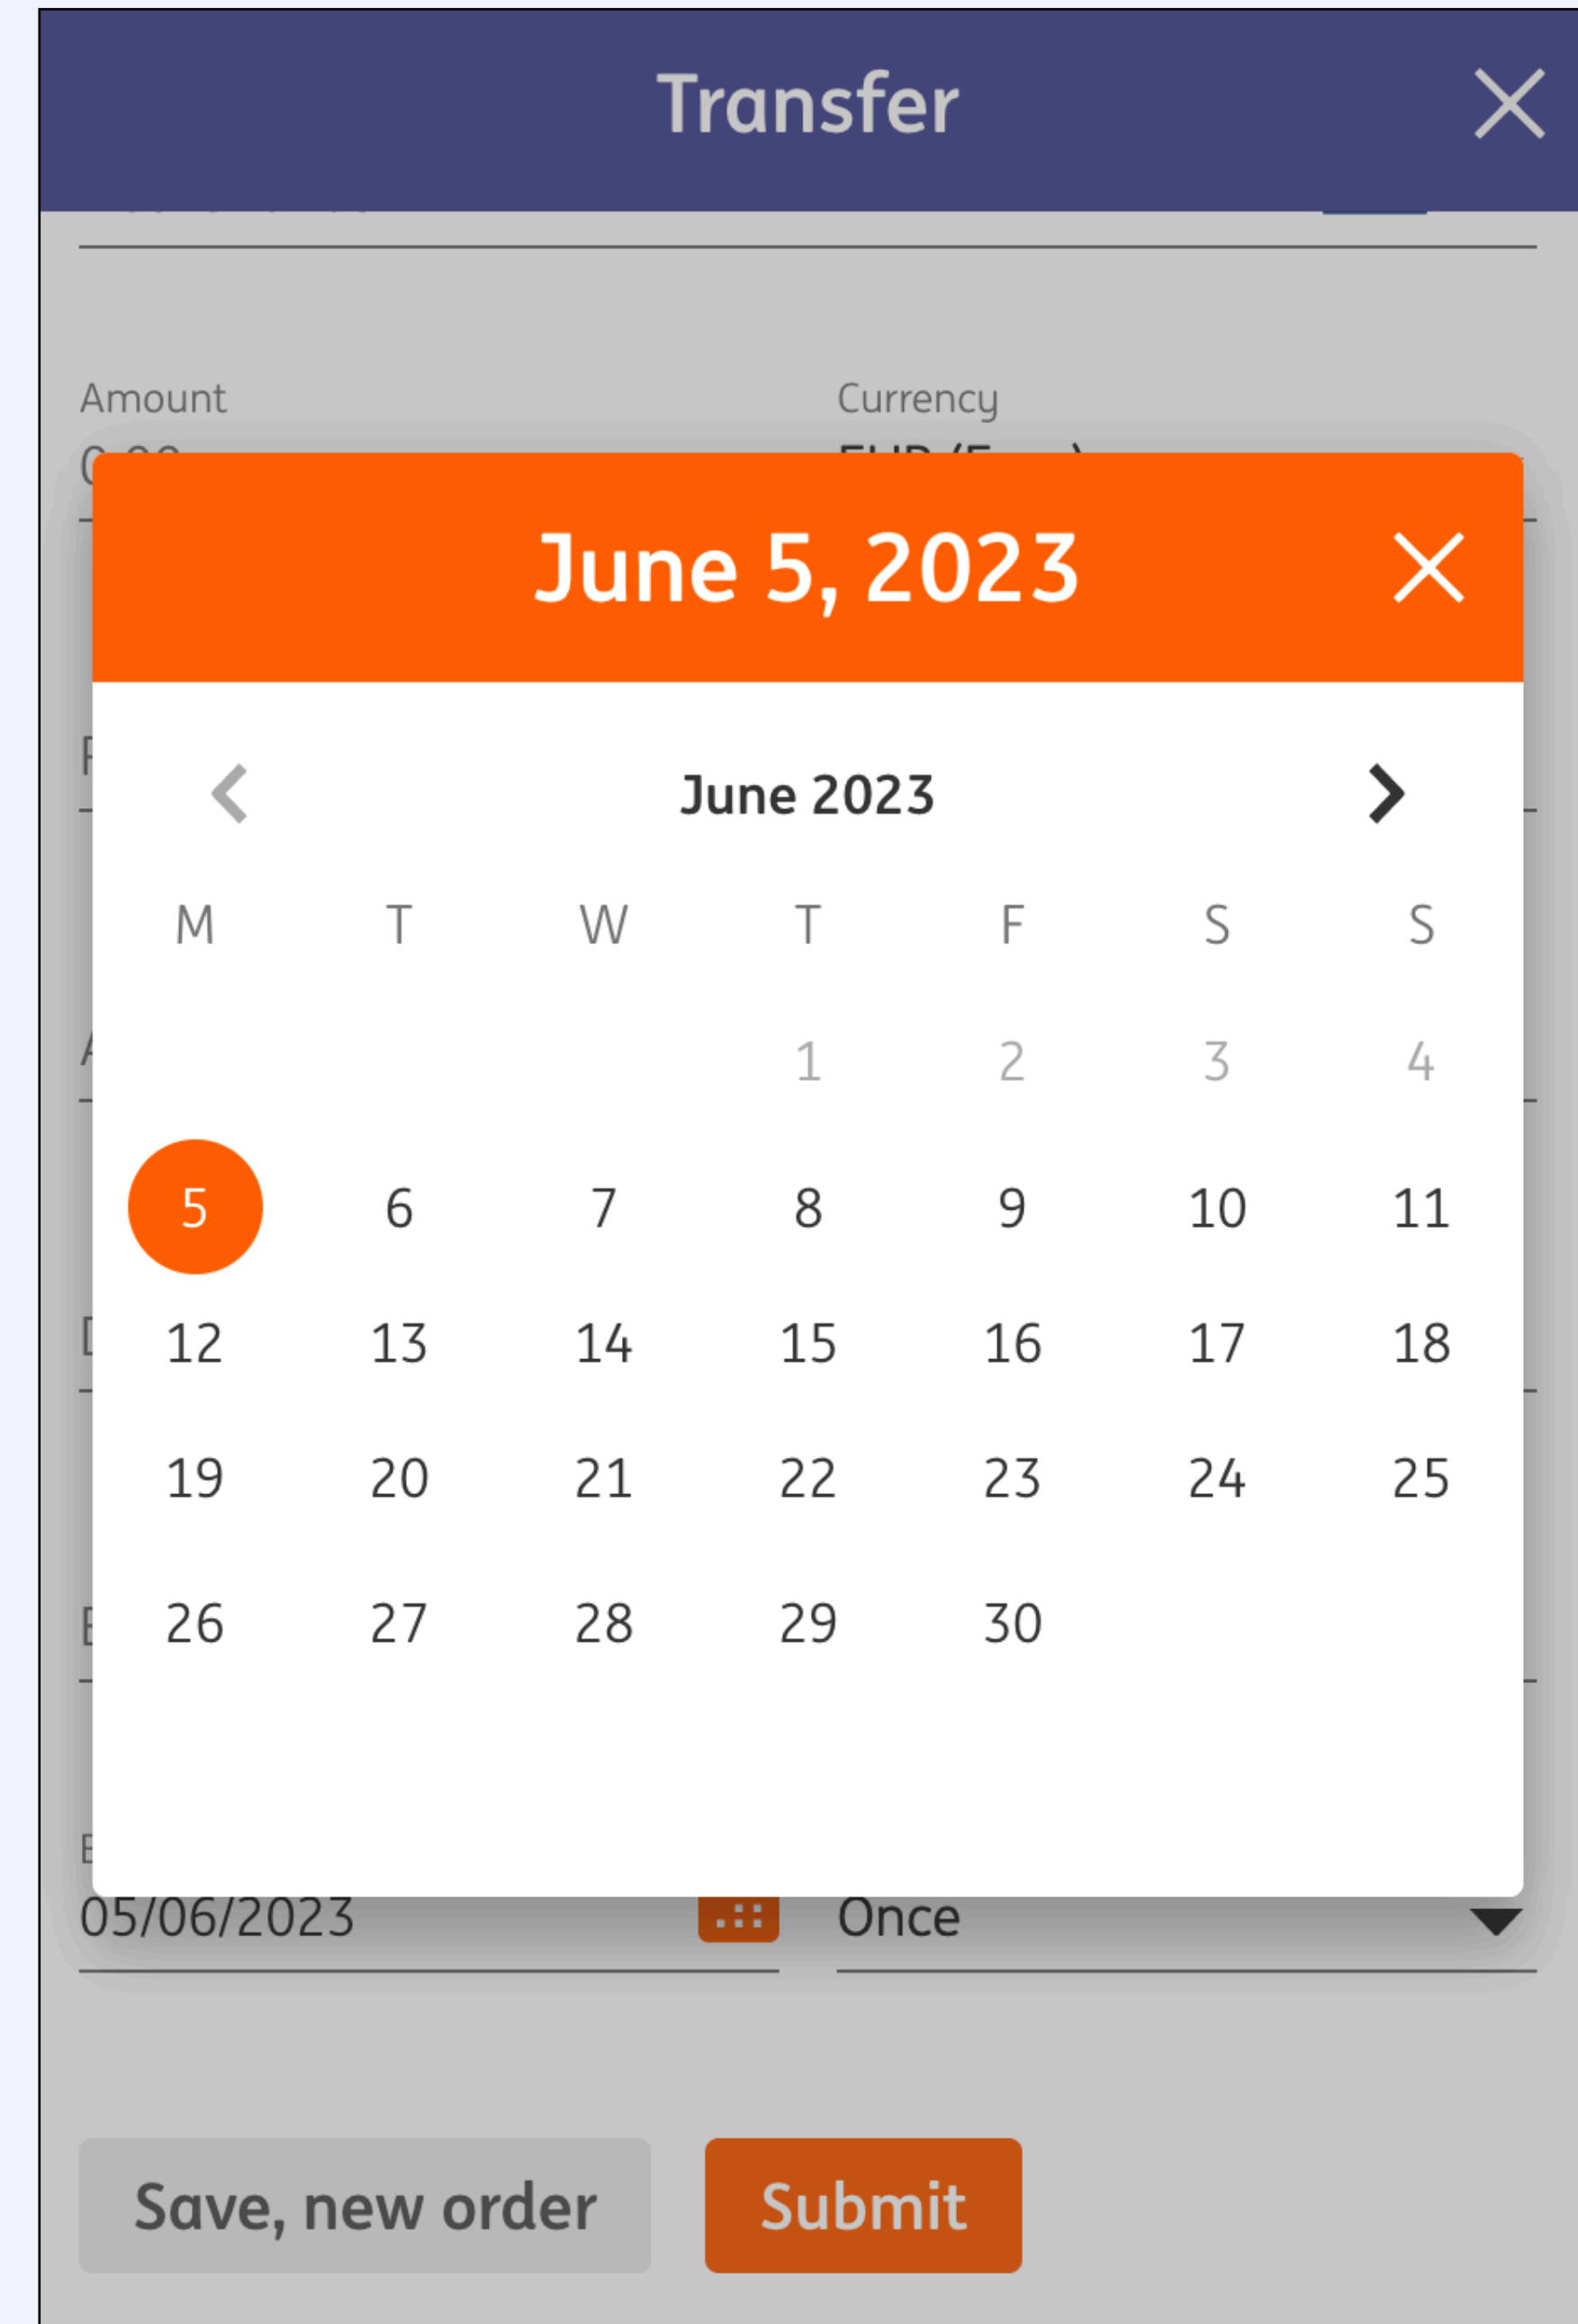 Transfer
Amount Currency
June 5, 2023
June 2023
M T W T F S S
1 2 3 4
5 6 7 8 9 10 11
12 13 14 15 16 17 18
19 20 21 22 23 24 25
26 27 28 29 30
05/06/2023 Once
Save, new order Submit